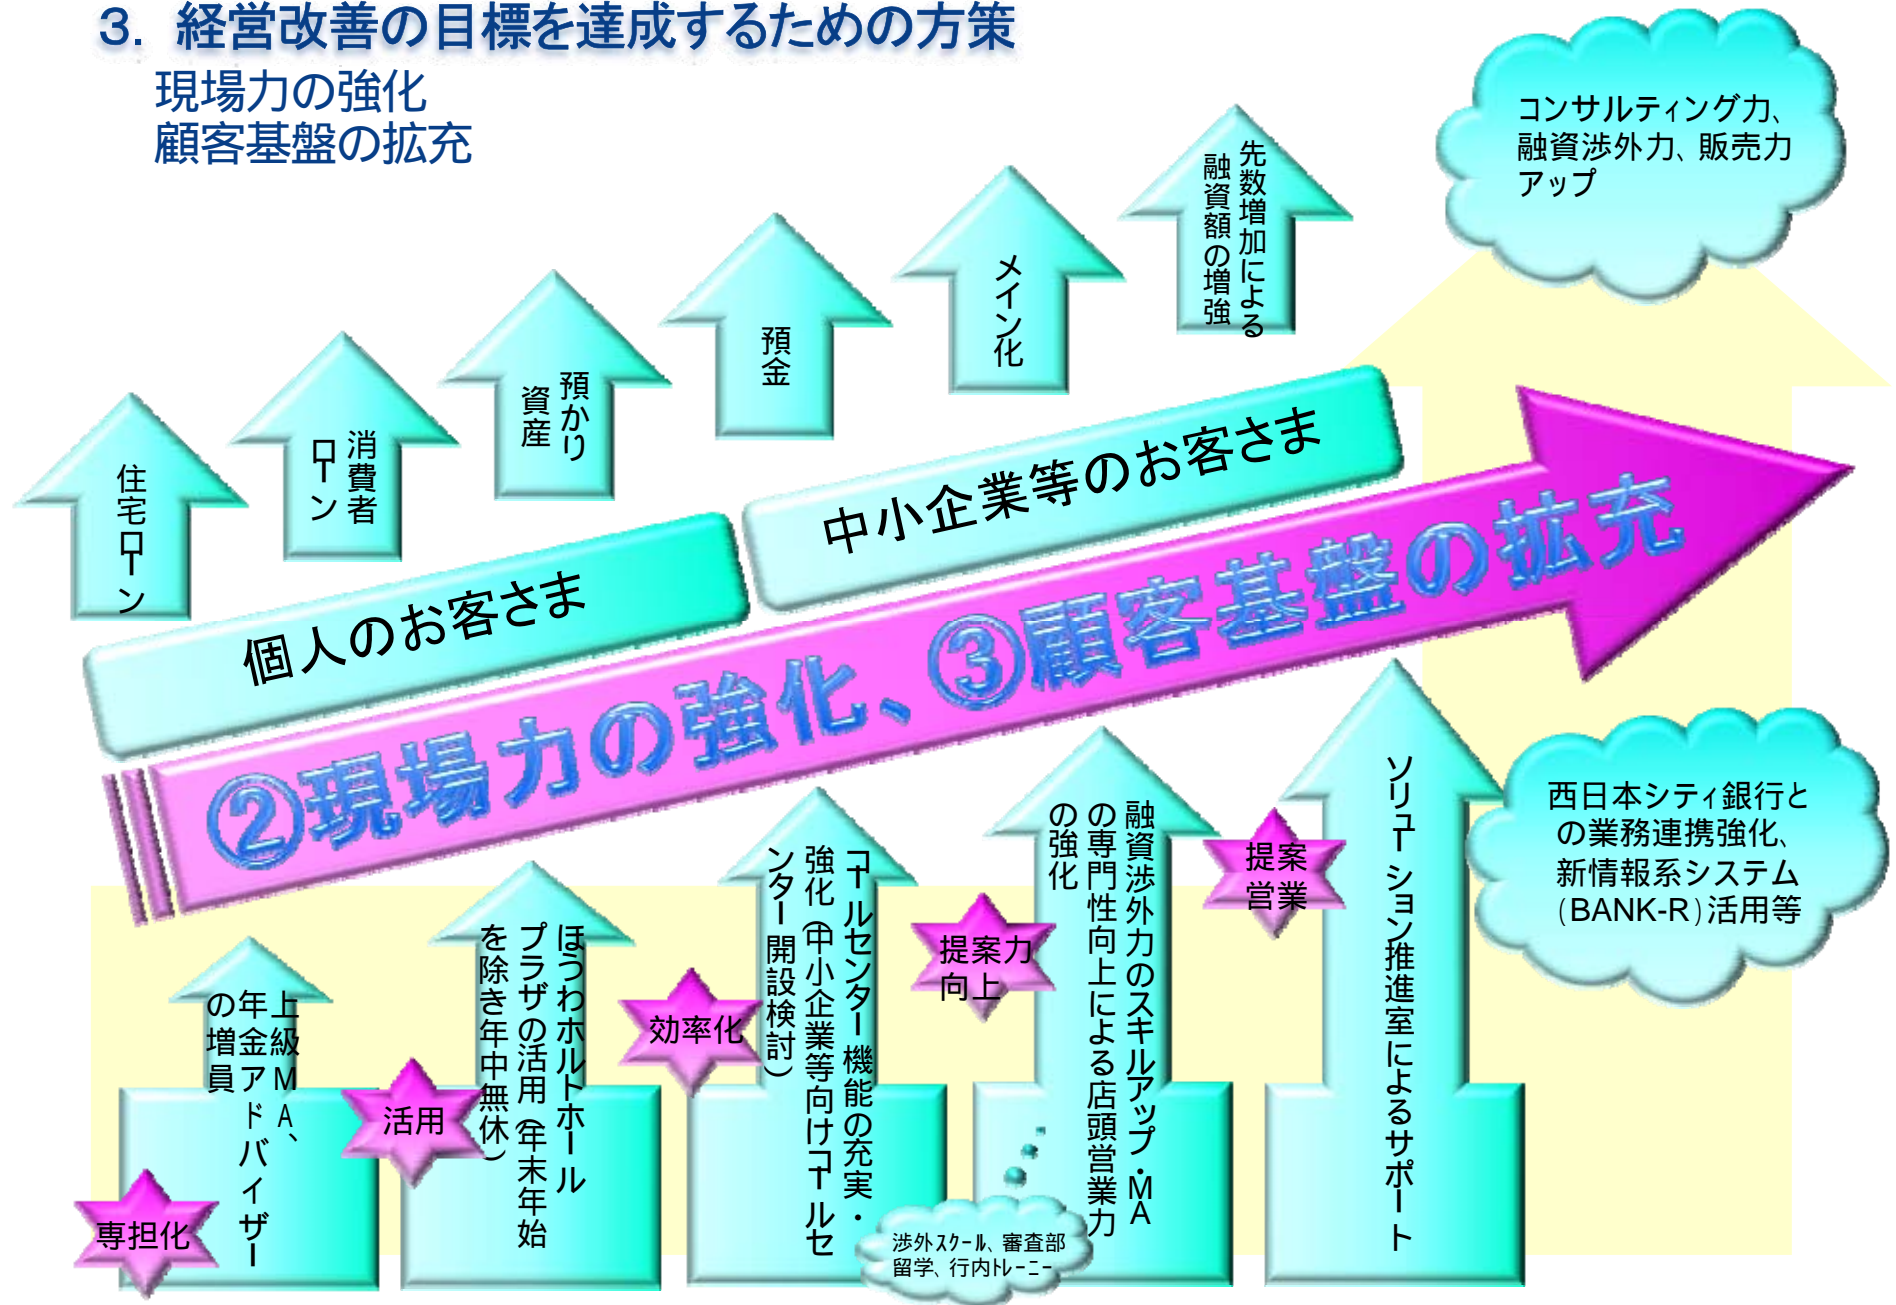 3. 経営改善の目標を達成するための方策
現場力の強化
顧客基盤の拡充
コンサルティング力、
融資渉外力、販売力
アップ
先数増加による
融資額の増強
メイン化
預金
預かり
資産
消費者
ローン
住宅ローン
中小企業等のお客さま
個人のお客さま
②現場力の強化、③顧客基盤の拡充
西日本シティ銀行と
の業務連携強化、
新情報系システム
(BANK-R)活用等
上級MA、
年金アドバイザー
の増員
専担化
ほうわホルトホール
プラザの活用(年末年始
を除き年中無休)
活用
コールセンター機能の充実・
強化(中小企業等向けコールセ
ンター開設検討)
効率化
融資渉外力のスキルアップ・MA
の専門性向上による店頭営業力
の強化
提案力
向上
渉外スクール、審査部
留学、行内トレーニー
ソリューション推進室によるサポート
提案
営業